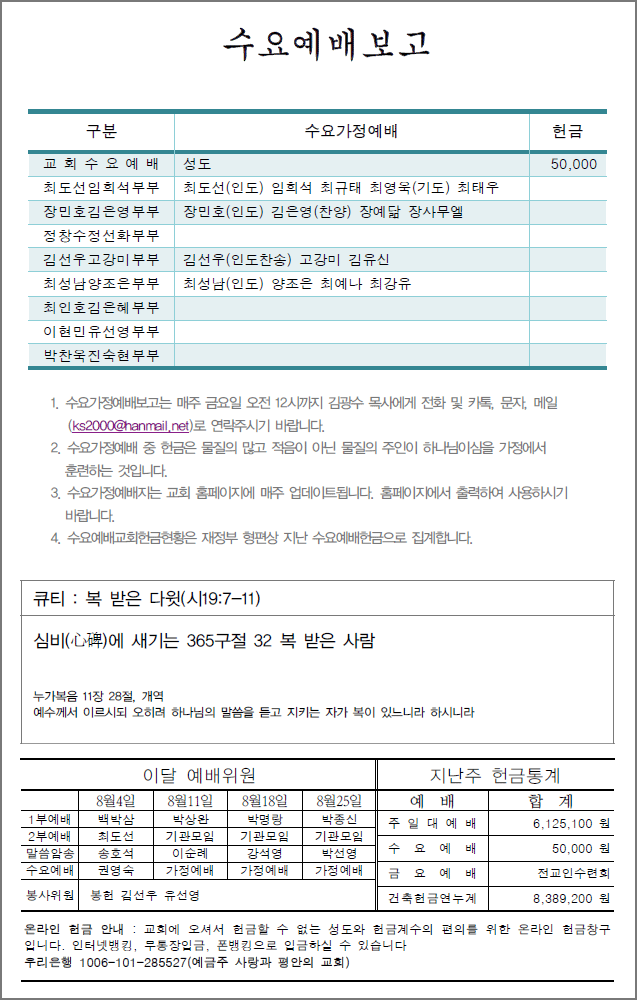 수요예배보고
구분 수요가정예배 헌금
교 회 수 요 예 배 성도 50,000
최도선임희석부부 최도선(인도) 임희석 최규태 최영욱(기도) 최태우
장민호김은영부부 장민호(인도) 김은영(찬양) 장예닮 장사무엘
정창수정선화부부
김선우고강미부부 김선우(인도찬송) 고강미 김유신
최성남양조은부부 최성남(인도) 양조은 최예나 최강유
최인호김은혜부부
이현민유선영부부
박찬욱진숙현부부
1. 수요가정예배보고는 매주 금요일 오전 12시까지 김광수 목사에게 전화 및 카톡, 문자, 메일
(ks2000@hanmail.net)로 연락주시기 바랍니다.
2. 수요가정예배 중 헌금은 물질의 많고 적음이 아닌 물질의 주인이 하나님이심을 가정에서
훈련하는 것입니다.
3. 수요가정예배지는 교회 홈페이지에 매주 업데이트됩니다. 홈페이지에서 출력하여 사용하시기
바랍니다.
4. 수요예배교회헌금현황은 재정부 형편상 지난 수요예배헌금으로 집계합니다.
큐티 : 복 받은 다윗(시19:7-11)
심비(心碑)에 새기는 365구절 32 복 받은 사람
누가복음 11장 28절, 개역
예수께서 이르시되 오히려 하나님의 말씀을 듣고 지키는 자가 복이 있느니라 하시니라
이달 예배위원
8월4일 8월11일 8월18일 8월25일
1부예배 백박삼 박상완 박명랑 박종신
2부예배 최도선 기관모임 기관모임 기관모임
말씀암송 송호석 이순례 강석영 박선영
수요예배 권영숙 가정예배 가정예배 가정예배
봉사위원 봉헌 김선우 유선영
지난주 헌금통계
예 배 합 계
주 일 대 예 배 6,125,100 원
수 요 예 배 50,000 원
금 요 예 배 전교인수련회
건축헌금연누계 8,389,200 원
온라인 헌금 안내 : 교회에 오셔서 헌금할 수 없는 성도와 헌금계수의 편의를 위한 온라인 헌금창구
입니다. 인터넷뱅킹, 무통장입금, 폰뱅킹으로 입금하실 수 있습니다
우리은행 1006-101-285527(예금주 사랑과 평안의 교회)